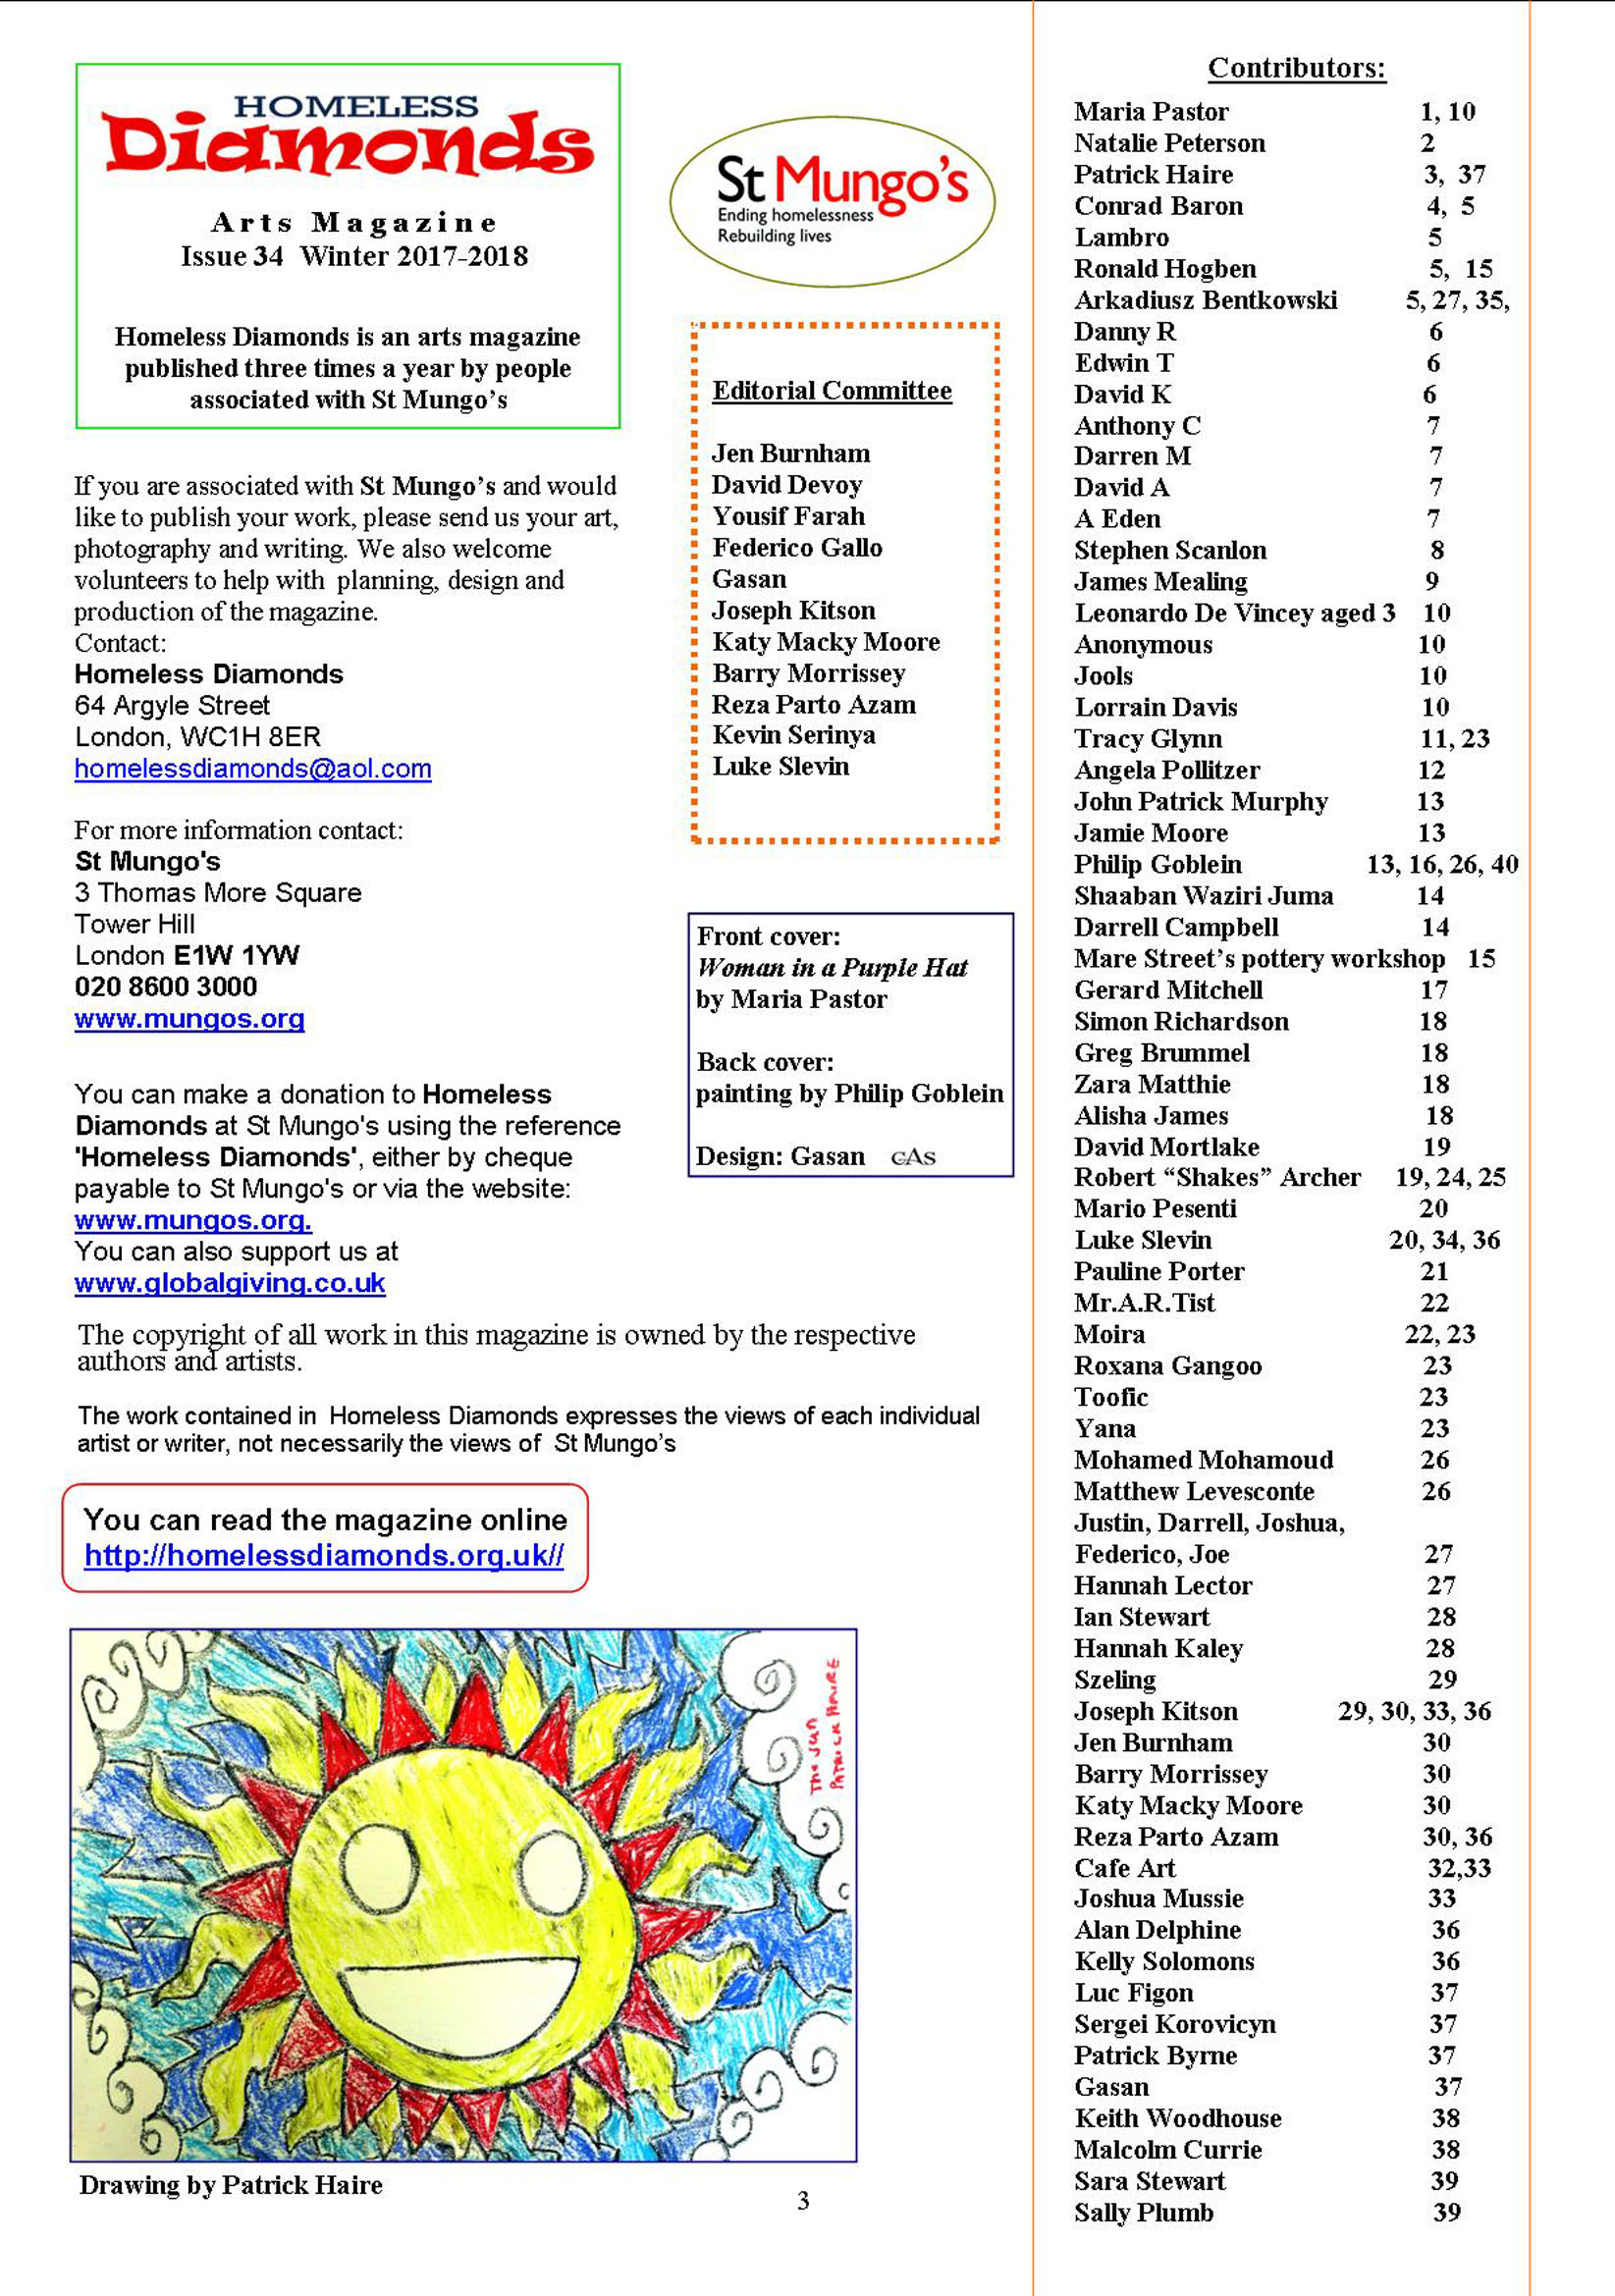 HOMELESS
Diamonds
Arts Magazine
Issue 34 Winter 2017-2018
Homeless Diamonds is an arts magazine
published three times a year by people
associated with St Mungo's
If you are associated with St Mungo's and would
like to publish your work, please send us your art,
photography and writing. We also welcome
volunteers to help with planning, design and
production of the magazine.
Contact:
Homeless Diamonds
64 Argyle Street
London, WC1H 8ER
homelessdiamonds@aol.com
For more information contact:
St Mungo's
3 Thomas More Square
Tower Hill
London E1W 1YW
020 8600 3000
www.mungos.org
You can make a donation to Homeless
Diamonds at St Mungo's using the reference
'Homeless Diamonds', either by cheque
payable to St Mungo's or via the website:
www.mungos.org.
You can also support us at
www.globalgiving.co.uk
The copyright of all work in this magazine is owned by the respective
authors and artists.
The work contained in Homeless Diamonds expresses the views of each individual
artist or writer, not necessarily the views of St Mungo's
You can read the magazine online
http://homelessdiamonds.org.uk//
The Sun
PATRICK HAIRE
Drawing by Patrick Haire
3
St Mungo's
Ending homelessness
Rebuilding lives
Editorial Committee
Jen Burnham
David Devoy
Yousif Farah
Federico Gallo
Gasan
Joseph Kitson
Katy Macky Moore
Barry Morrissey
Reza Parto Azam
Kevin Serinya
Luke Slevin
Front cover:
Woman in a Purple Hat
by Maria Pastor
Back cover:
painting by Philip Goblein
Design: Gasan GAS
Contributors:
Maria Pastor 1, 10
Natalie Peterson 2
Patrick Haire 3, 37
Conrad Baron 4, 5
Lambro 5
Ronald Hogben 5, 15
Arkadiusz Bentkowski 5, 27, 35,
Danny R 6
Edwin T 6
David K 6
Anthony C 7
Darren M 7
David A 7
A Eden 7
Stephen Scanlon 8
James Mealing 9
Leonardo De Vincey aged 3 10
Anonymous 10
Jools 10
Lorrain Davis 10
Tracy Glynn 11, 23
Angela Pollitzer 12
John Patrick Murphy 13
Jamie Moore 13
Philip Goblein 13, 16, 26, 40
Shaaban Waziri Juma 14
Darrell Campbell 14
Mare Street's pottery workshop 15
Gerard Mitchell 17
Simon Richardson 18
Greg Brummel 18
Zara Matthie 18
Alisha James 18
David Mortlake 19
Robert “Shakes” Archer 19, 24, 25
Mario Pesenti 20
Luke Slevin 20, 34, 36
Pauline Porter 21
Mr.A.R.Tist 22
Moira 22, 23
Roxana Gangoo 23
Toofic 23
Yana 23
Mohamed Mohamoud 26
Matthew Levesconte 26
Justin, Darrell, Joshua,
Federico, Joe 27
Hannah Lector 27
Ian Stewart 28
Hannah Kaley 28
Szeling 29
Joseph Kitson 29, 30, 33, 36
Jen Burnham 30
Barry Morrissey 30
Katy Macky Moore 30
Reza Parto Azam 30, 36
Cafe Art 32,33
Joshua Mussie 33
Alan Delphine 36
Kelly Solomons 36
Luc Figon 37
Sergei Korovicyn 37
Patrick Byrne 37
Gasan 37
Keith Woodhouse 38
Malcolm Currie 38
Sara Stewart 39
Sally Plumb 39